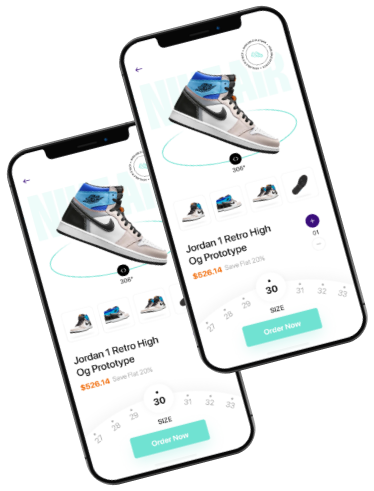 NIKE AIR
306°
Jordan 1 Retro High
Og Prototype
$526.14 Save Flat 20%
01
27 28 29 30 31 32 33
SIZE
Order Now
306°
Jordan 1 Retro High
Og Prototype
$526.14 Save Flat 20%
27 28 29 30 31 32 33
SIZE
Order Now